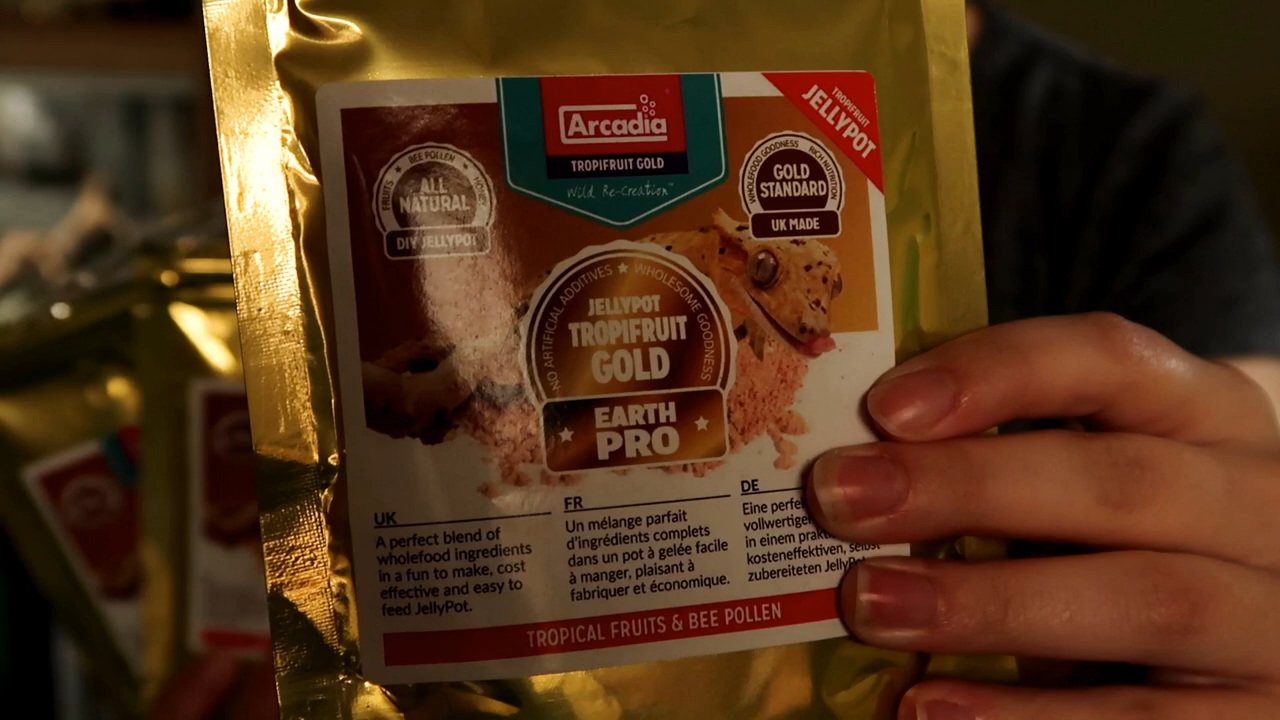 Arcadia
TROPIFRUIT GOLD
Wild Re-Creation™
TROPIFRUIT
JELLYPOT
FRUITS ★ BEE POLLEN ★ HONEY
ALL
NATURAL
DIY JELLYPOT
WHOLEFOOD GOODNESS RICH NUTRITION
GOLD
STANDARD
UK MADE
NO ARTIFICIAL ADDITIVES ★ WHOLESOME GOODNESS
JELLYPOT
TROPIFRUIT
GOLD
EARTH
PRO
UK
A perfect blend of
wholefood ingredients
in a fun to make, cost
effective and easy to
feed JellyPot.
FR
Un mélange parfait
d'ingrédients complets
dans un pot à gelée facile
à manger, plaisant à
fabriquer et économique.
DE
Eine
vollwertigen
in einem
kosteneffektiven, selbst
zubereiteten
TROPICAL FRUITS & BEE POLLEN